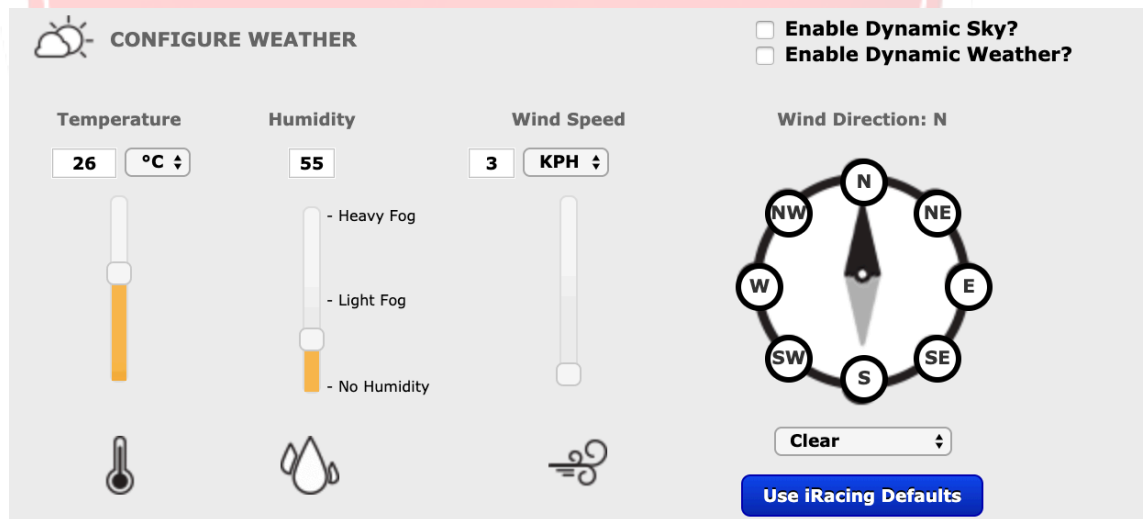 CONFIGURE WEATHER
Enable Dynamic Sky?
Enable Dynamic Weather?
Temperature
Humidity
Wind Speed
Wind Direction: N
26 °C
55
3 KPH
- Heavy Fog
- Light Fog
- No Humidity
N
NW
NE
W
E
SW
SE
S
Clear
Use iRacing Defaults